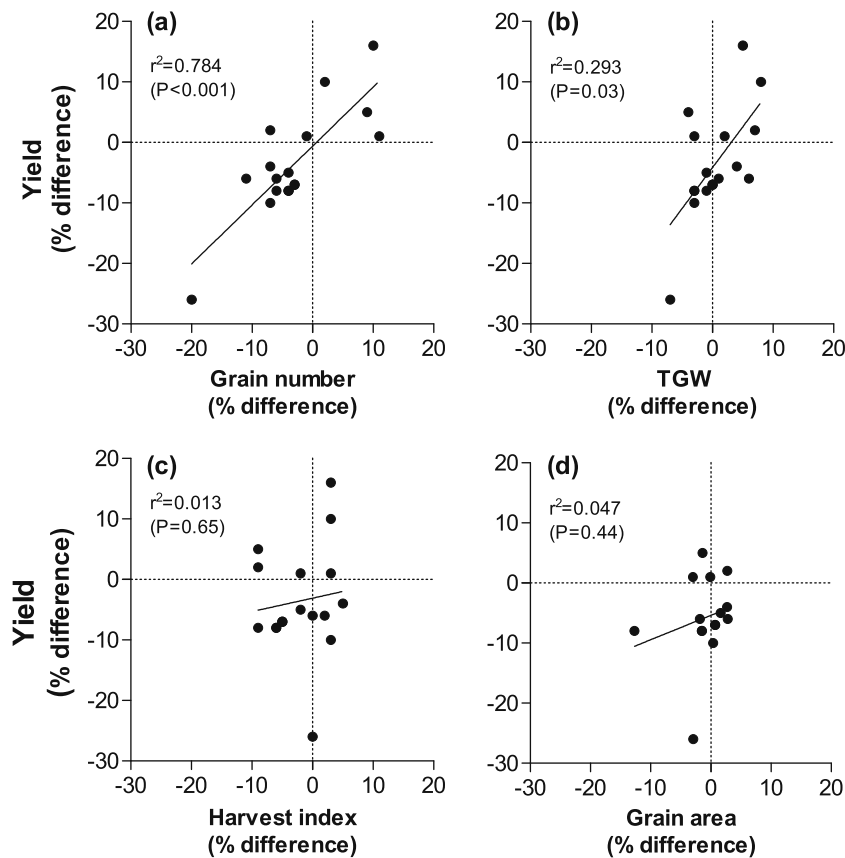 (a)
r²=0.784
(P<0.001)
20
10
0
-10
-20
-30
-30 -20 -10 0 10 20
Yield
(% difference)
Grain number
(% difference)
(b)
r²=0.293
(P=0.03)
20
10
0
-10
-20
-30
-30 -20 -10 0 10 20
TGW
(% difference)
(c)
r²=0.013
(P=0.65)
20
10
0
-10
-20
-30
-30 -20 -10 0 10 20
Yield
(% difference)
Harvest index
(% difference)
(d)
r²=0.047
(P=0.44)
20
10
0
-10
-20
-30
-30 -20 -10 0 10 20
Grain area
(% difference)